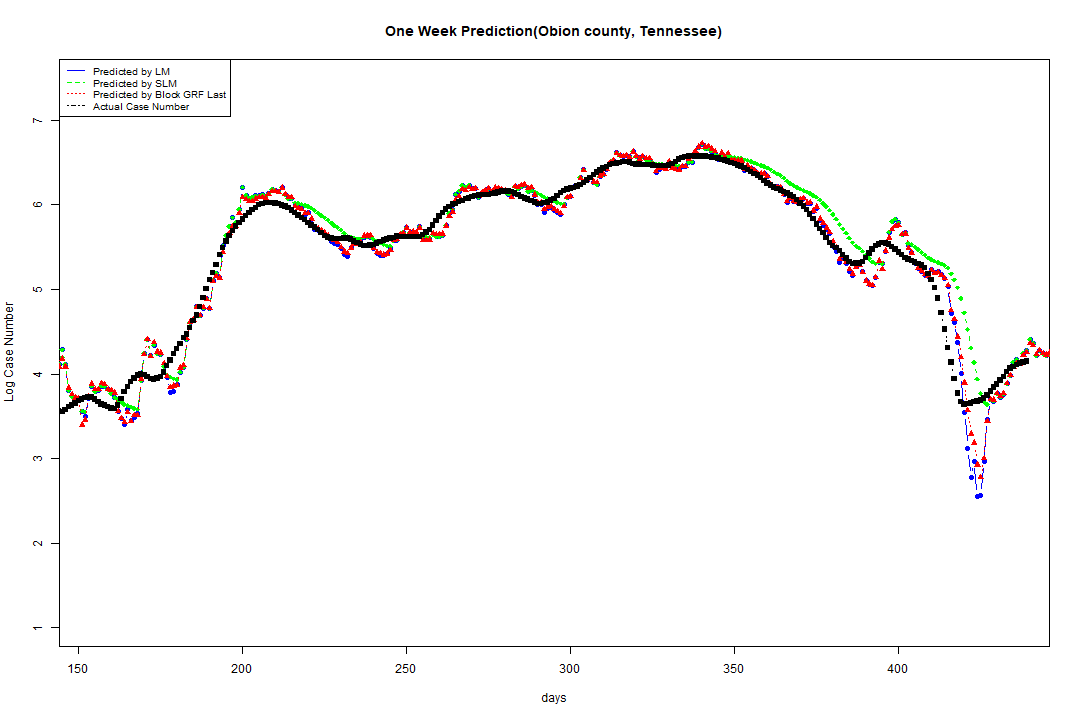 One Week Prediction(Obion county, Tennessee)
Predicted by LM
Predicted by SLM
Predicted by Block GRF Last
Actual Case Number
7
6
5
4
3
2
1
Log Case Number
150 200 250 300 350 400
days